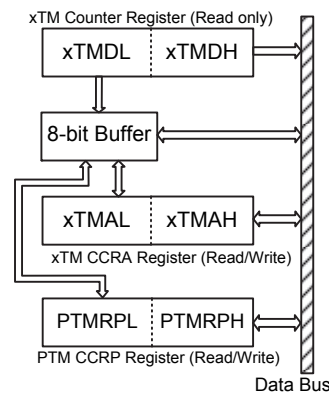 xTM Counter Register (Read only)
xTMDL xTMDH
8-bit Buffer
xTMAL xTMAH
xTM CCRA Register (Read/Write)
PTMRPL PTMRPH
PTM CCRP Register (Read/Write)
Data Bus